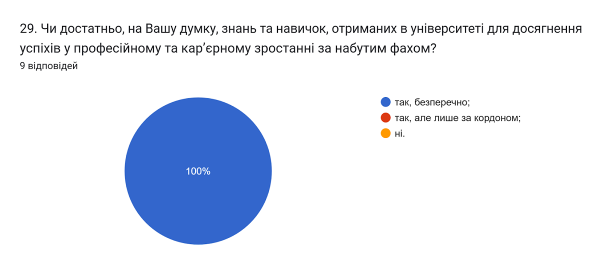 29. Чи достатньо, на Вашу думку, знань та навичок, отриманих в університеті для досягнення
успіхів у професійному та кар’єрному зростанні за набутим фахом?
9 відповідей
так, безперечно;
так, але лише за кордоном;
ні.
100%